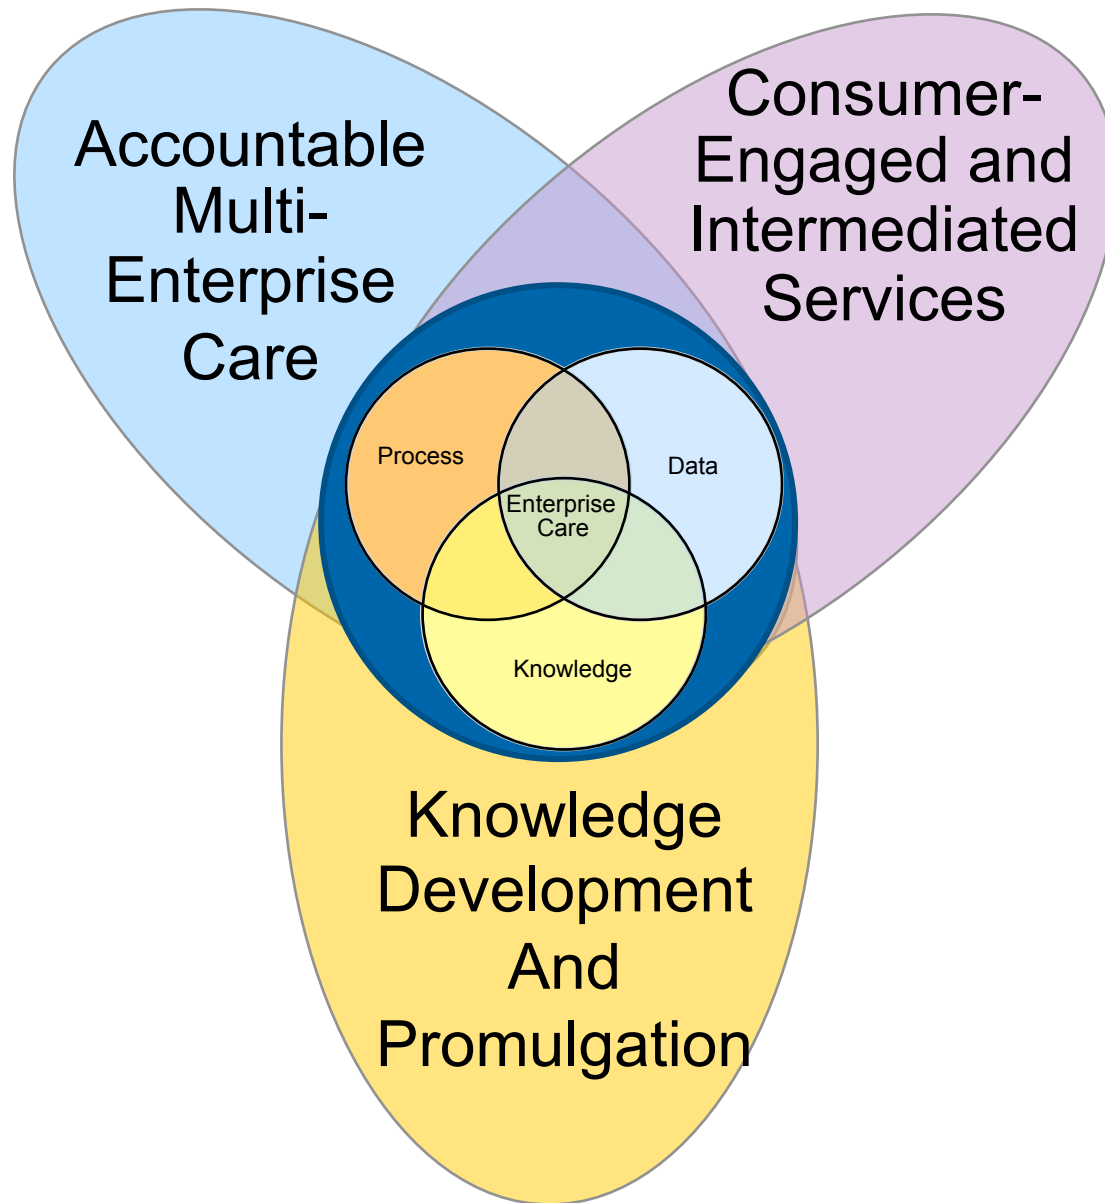 Accountable
Multi-
Enterprise
Care
Consumer-
Engaged and
Intermediated
Services
Process
Data
Enterprise
Care
Knowledge
Knowledge
Development
And
Promulgation